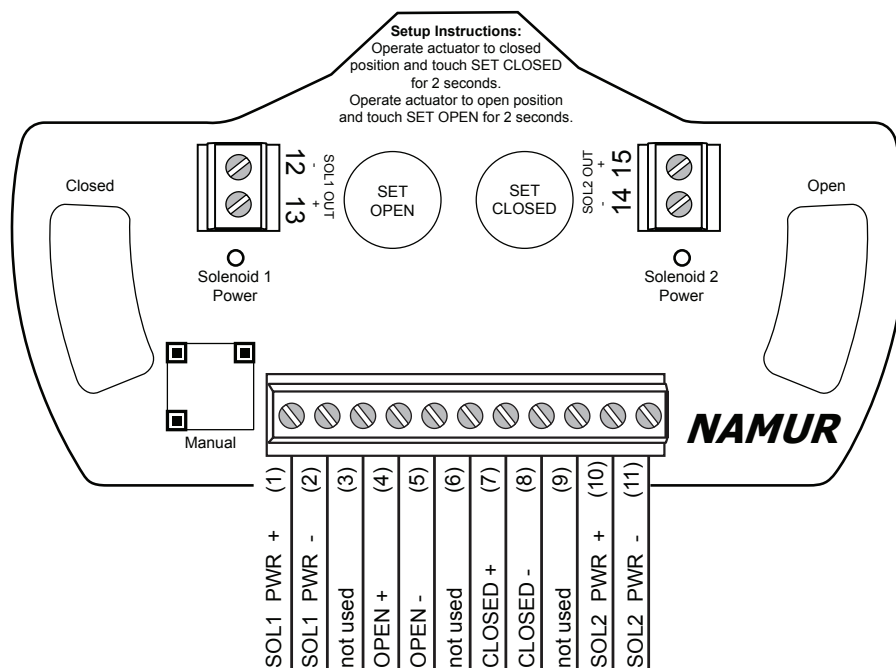 Setup Instructions:
Operate actuator to closed
position and touch SET CLOSED
for 2 seconds.
Operate actuator to open position
and touch SET OPEN for 2 seconds.
Closed
12 -
13 +
SOL1 OUT
SET
OPEN
SET
CLOSED
SOL2 OUT
15 +
14 -
Open
Solenoid 1
Power
Solenoid 2
Power
Manual
NAMUR
SOL1 PWR + (1)
SOL1 PWR - (2)
not used (3)
OPEN + (4)
OPEN - (5)
not used (6)
CLOSED + (7)
CLOSED - (8)
not used (9)
SOL2 PWR + (10)
SOL2 PWR - (11)